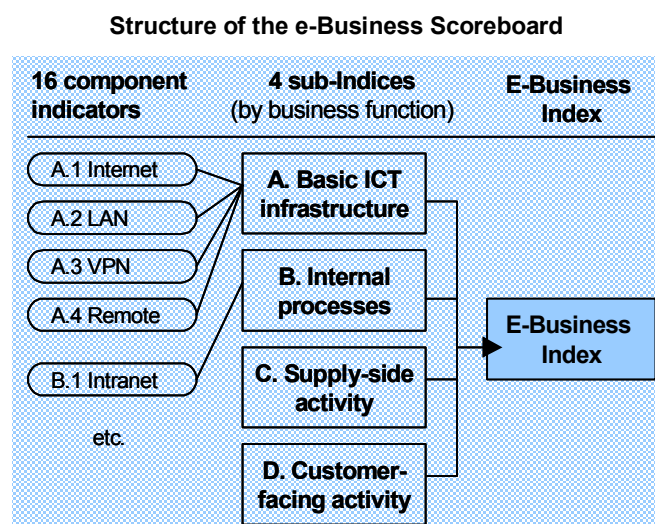 Structure of the e-Business Scoreboard
16 component
indicators
4 sub-Indices
(by business function)
E-Business
Index
A.1 Internet
A.2 LAN
A.3 VPN
A.4 Remote
B.1 Intranet
etc.
A. Basic ICT
infrastructure
B. Internal
processes
C. Supply-side
activity
D. Customer-
facing activity
E-Business
Index